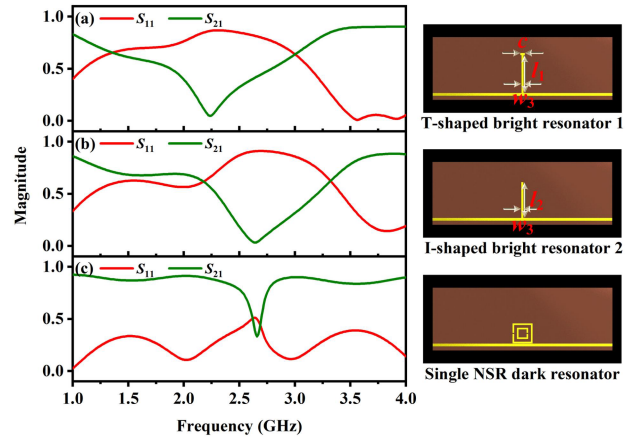 (a) S11 S21
1.0
0.5
0.0
(b) S11 S21
1.0
0.5
0.0
(c) S11 S21
1.0
0.5
0.0
1.0 1.5 2.0 2.5 3.0 3.5 4.0
Frequency (GHz)
Magnitude
c
l1
w3
T-shaped bright resonator 1
l2
w3
I-shaped bright resonator 2
Single NSR dark resonator